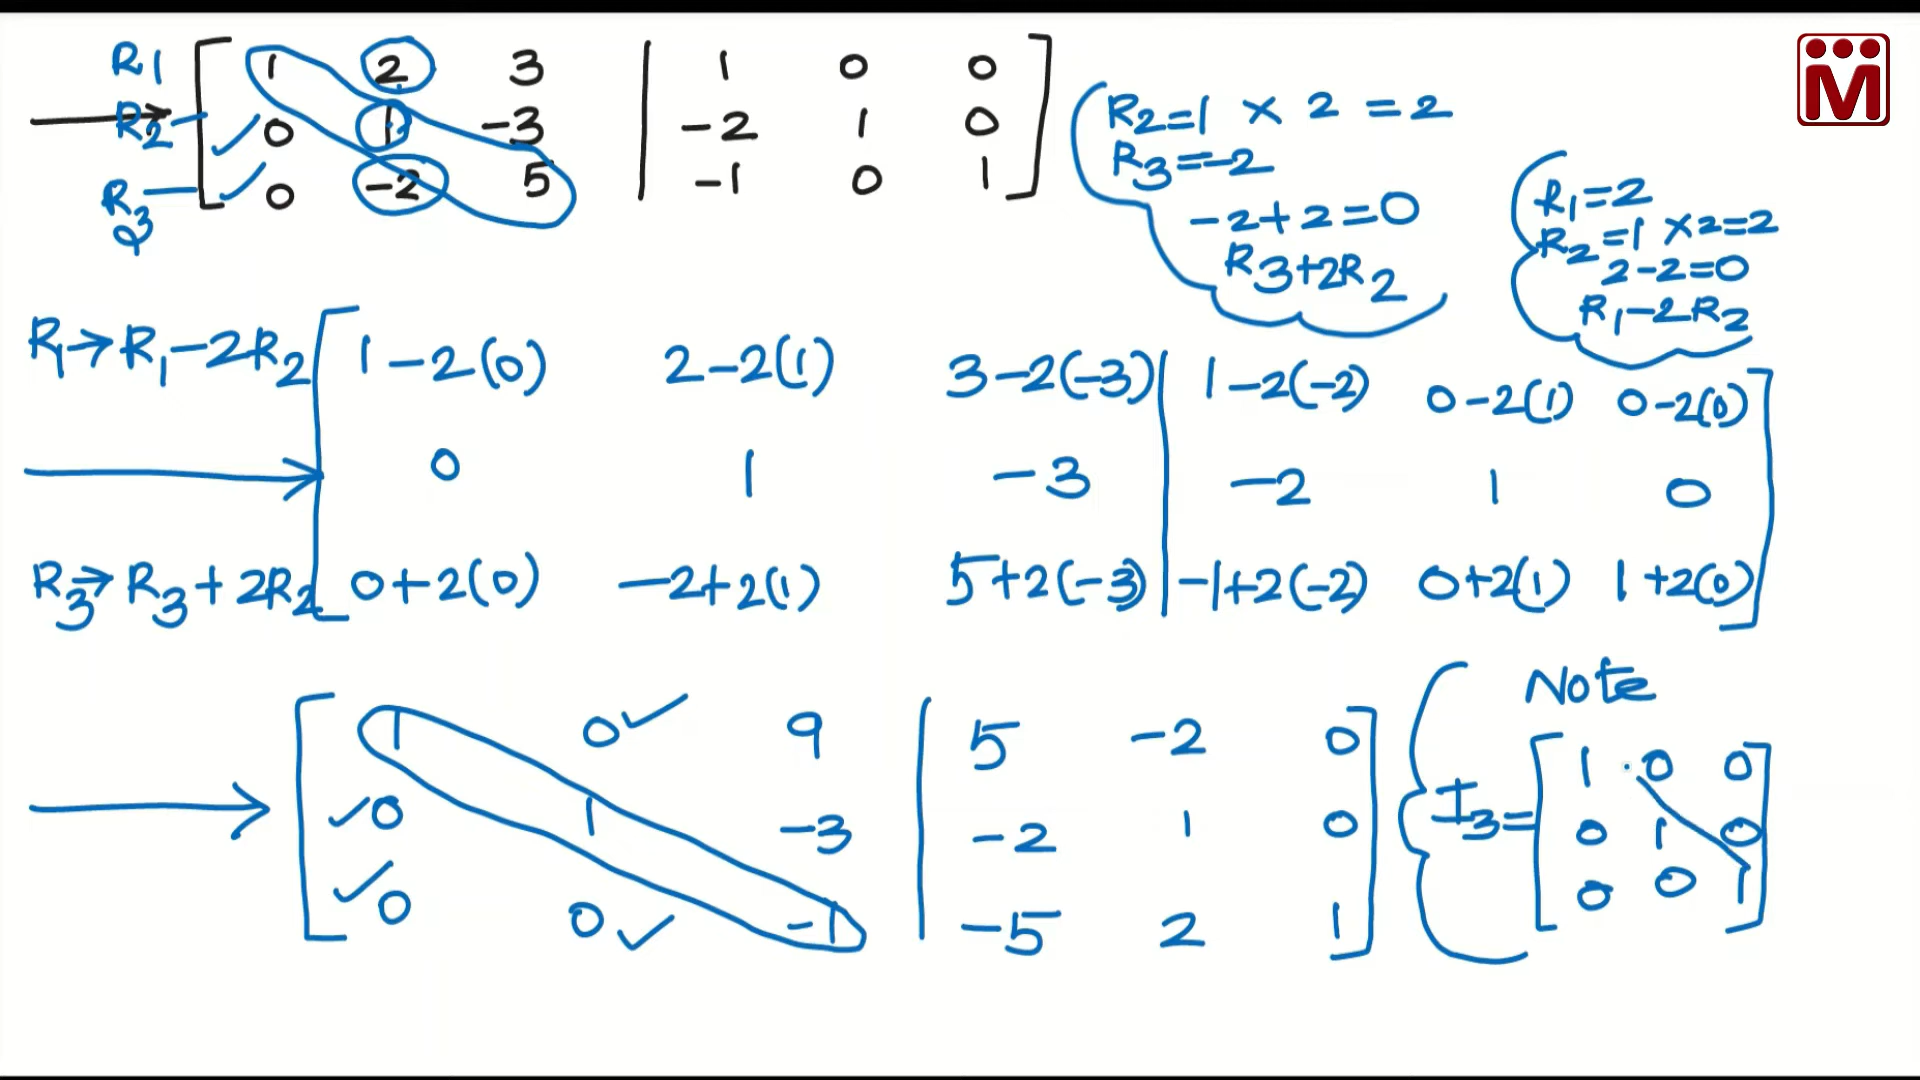 R1 [ 1 2 3 | 1 0 0 ]
R2 0 1 -3 | -2 1 0
R3 0 -2 5 | -1 0 1
R2=1 × 2 =2
R3=-2
-2+2=0
R3+2R2
R1=2
R2=1 ×2=2
2-2=0
R1-2R2
R1→R1-2R2 [ 1-2(0) 2-2(1) 3-2(-3) | 1-2(-2) 0-2(1) 0-2(0) ]
→ 0 1 -3 | -2 1 0
R3→R3+2R2 0+2(0) -2+2(1) 5+2(-3) | -1+2(-2) 0+2(1) 1+2(0)
→ [ 1 0 ✓ 9 | 5 -2 0 ]
✓0 1 -3 | -2 1 0
✓0 0 ✓ -1 | -5 2 1
Note
I3= [ 1 0 0 ]
0 1 0
0 0 1
M